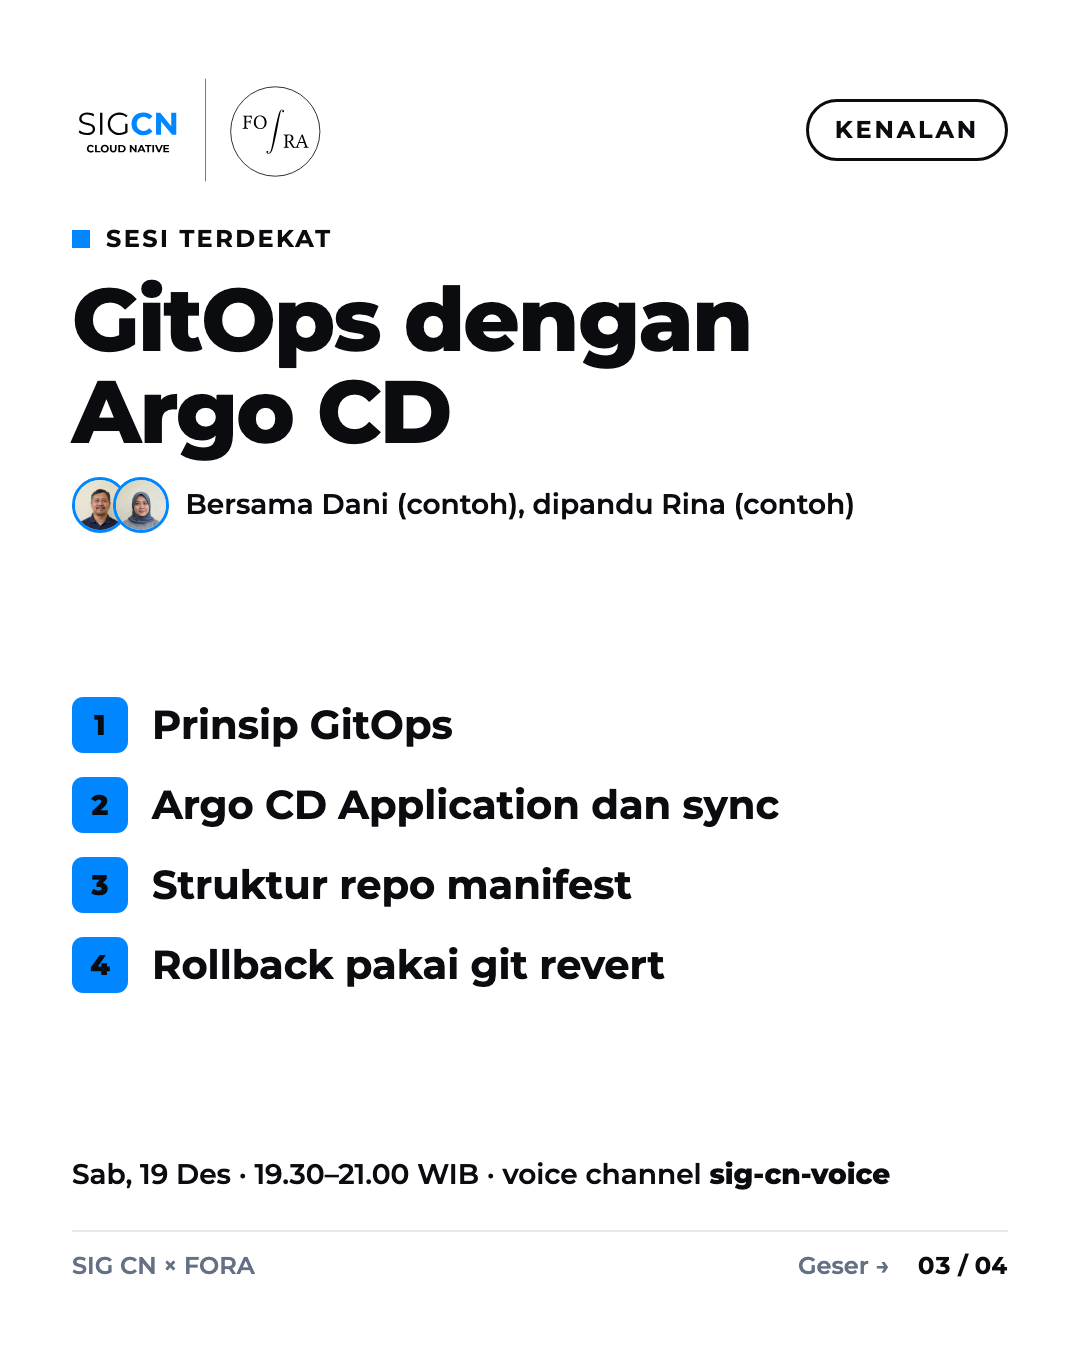 SIGCN
CLOUD NATIVE
FO RA
KENALAN
SESI TERDEKAT
GitOps dengan
Argo CD
Bersama Dani (contoh), dipandu Rina (contoh)
1 Prinsip GitOps
2 Argo CD Application dan sync
3 Struktur repo manifest
4 Rollback pakai git revert
Sab, 19 Des · 19.30–21.00 WIB · voice channel sig-cn-voice
SIG CN × FORA
Geser → 03 / 04